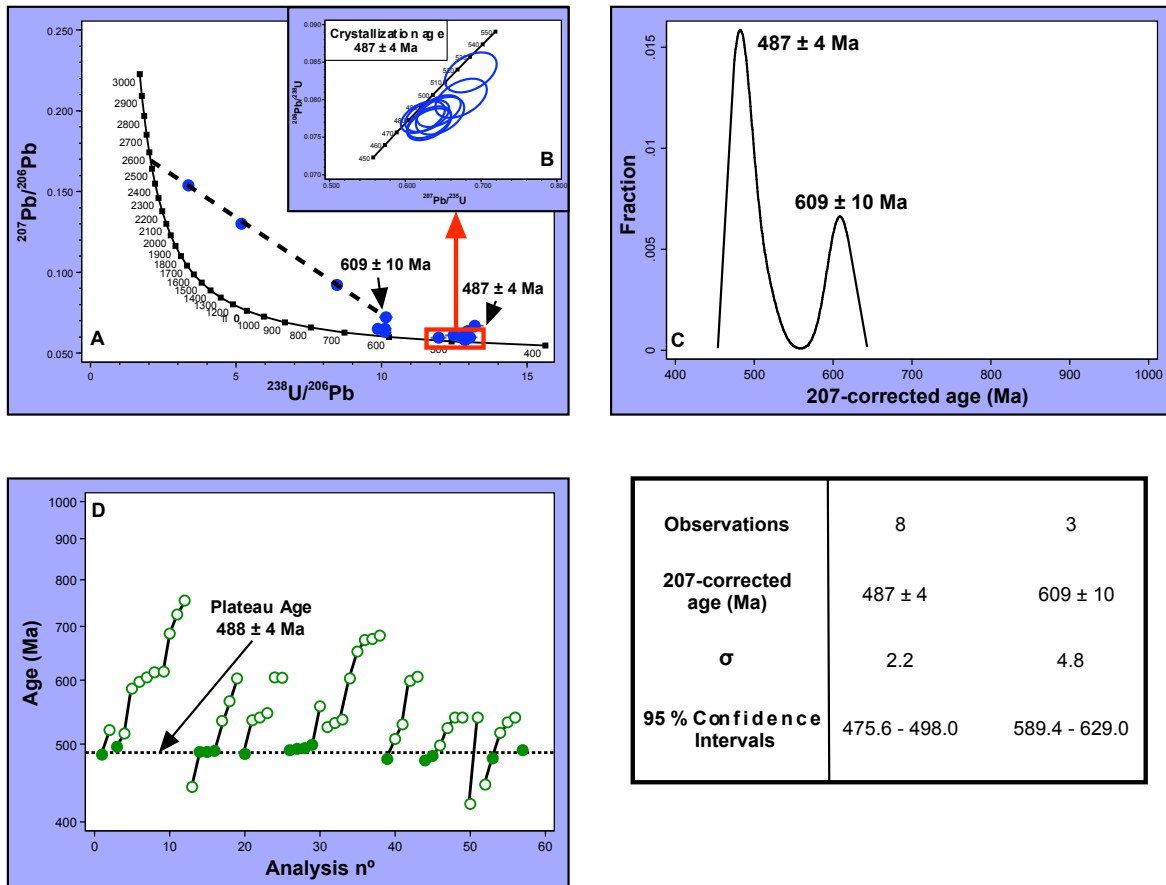 A
0.250
0.200
0.150
0.100
0.050
²⁰⁷Pb/²⁰⁶Pb
3000
2900
2800
2700
2600
2500
2400
2300
2200
2100
2000
1900
1800
1700
1600
1500
1400
1300
1200
1000
900
800
700
600
500
400
609 ± 10 Ma
487 ± 4 Ma
0
5
10
15
²³⁸U/²⁰⁶Pb
Crystallization age
487 ± 4 Ma
B
0.090
0.085
0.080
0.075
0.070
²⁰⁶Pb/²³⁸U
550
540
530
520
510
500
490
480
470
460
450
0.500
0.600
0.700
0.800
²⁰⁷Pb/²³⁵U
C
.015
.01
.005
0
Fraction
487 ± 4 Ma
609 ± 10 Ma
400 500 600 700 800 900 1000
207-corrected age (Ma)
D
1000
900
800
700
600
500
400
Age (Ma)
Plateau Age
488 ± 4 Ma
0 10 20 30 40 50 60
Analysis nº
Observations 8 3
207-corrected
age (Ma) 487 ± 4 609 ± 10
σ 2.2 4.8
95 % Confidence
Intervals 475.6 - 498.0 589.4 - 629.0